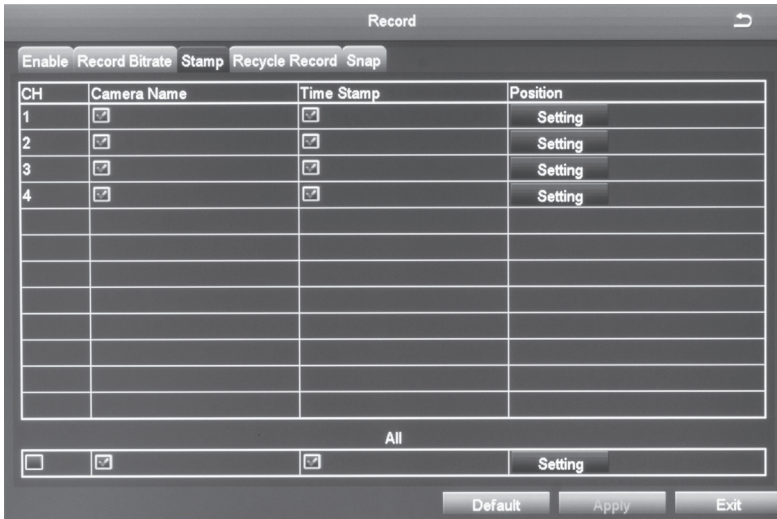 Record
Enable Record Bitrate Stamp Recycle Record Snap
CH Camera Name Time Stamp Position
1 Setting
2 Setting
3 Setting
4 Setting
All
Setting
Default Apply Exit